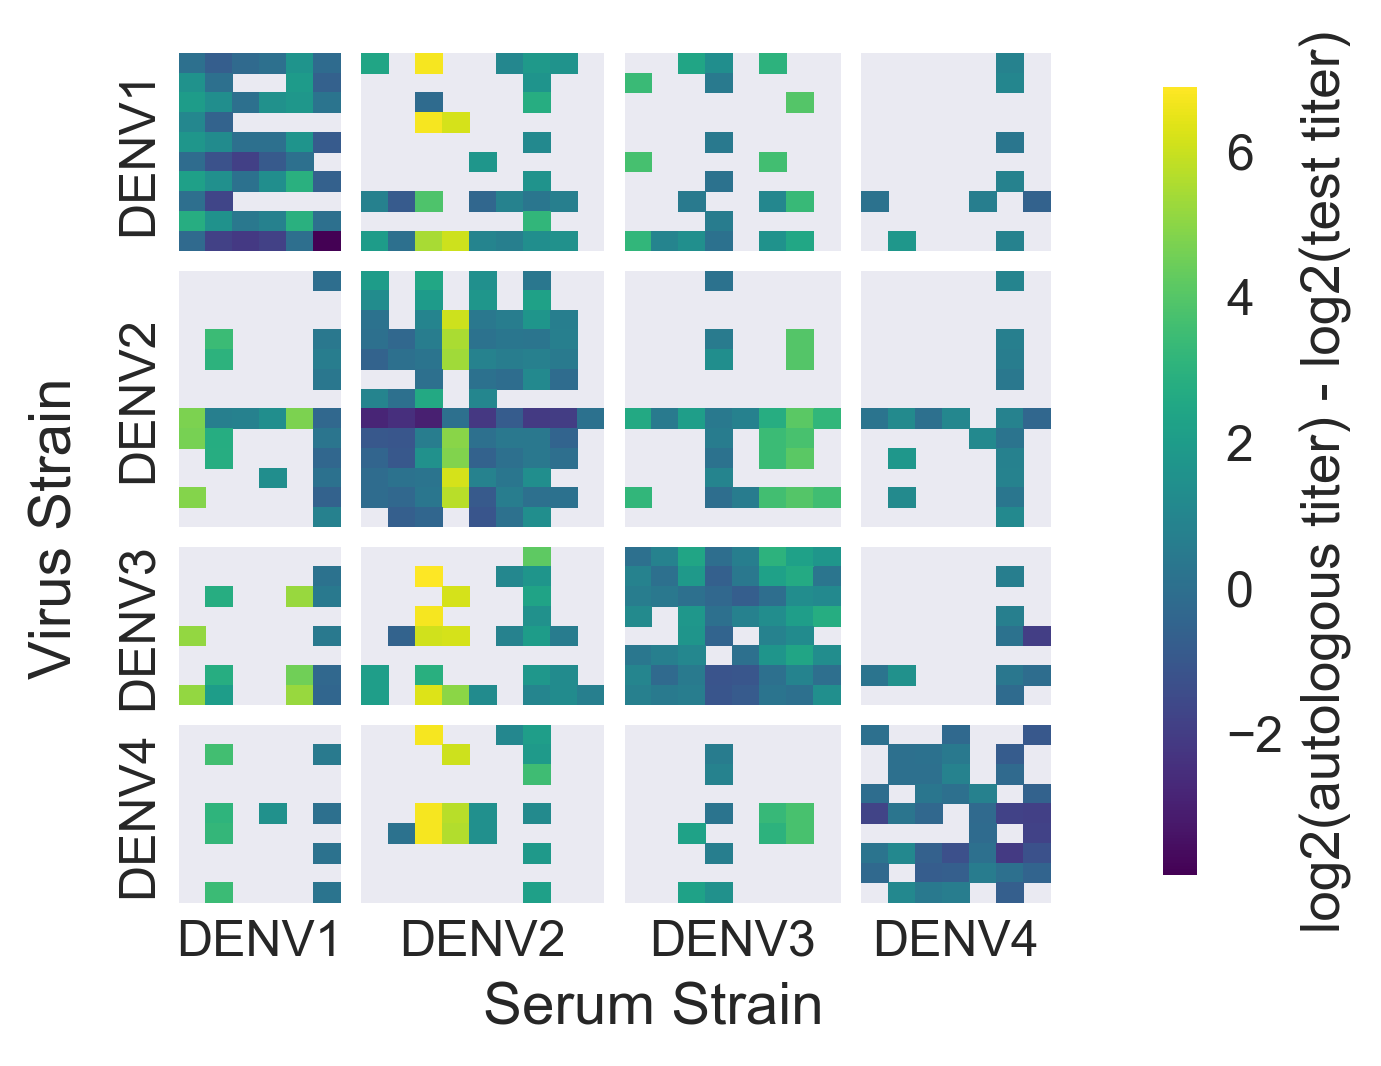 DENV1
DENV2
DENV3
DENV4
Virus Strain
DENV1 DENV2 DENV3 DENV4
Serum Strain
6
4
2
0
−2
log2(autologous titer) - log2(test titer)